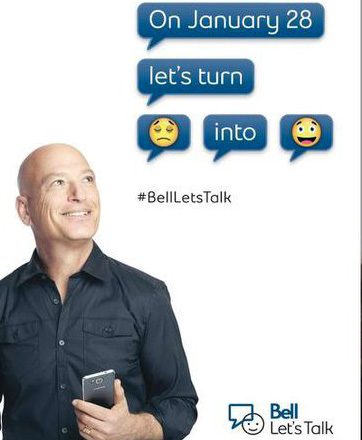 On January 28
let's turn
☹️ into 😃
#BellLetsTalk
Bell
Let's Talk